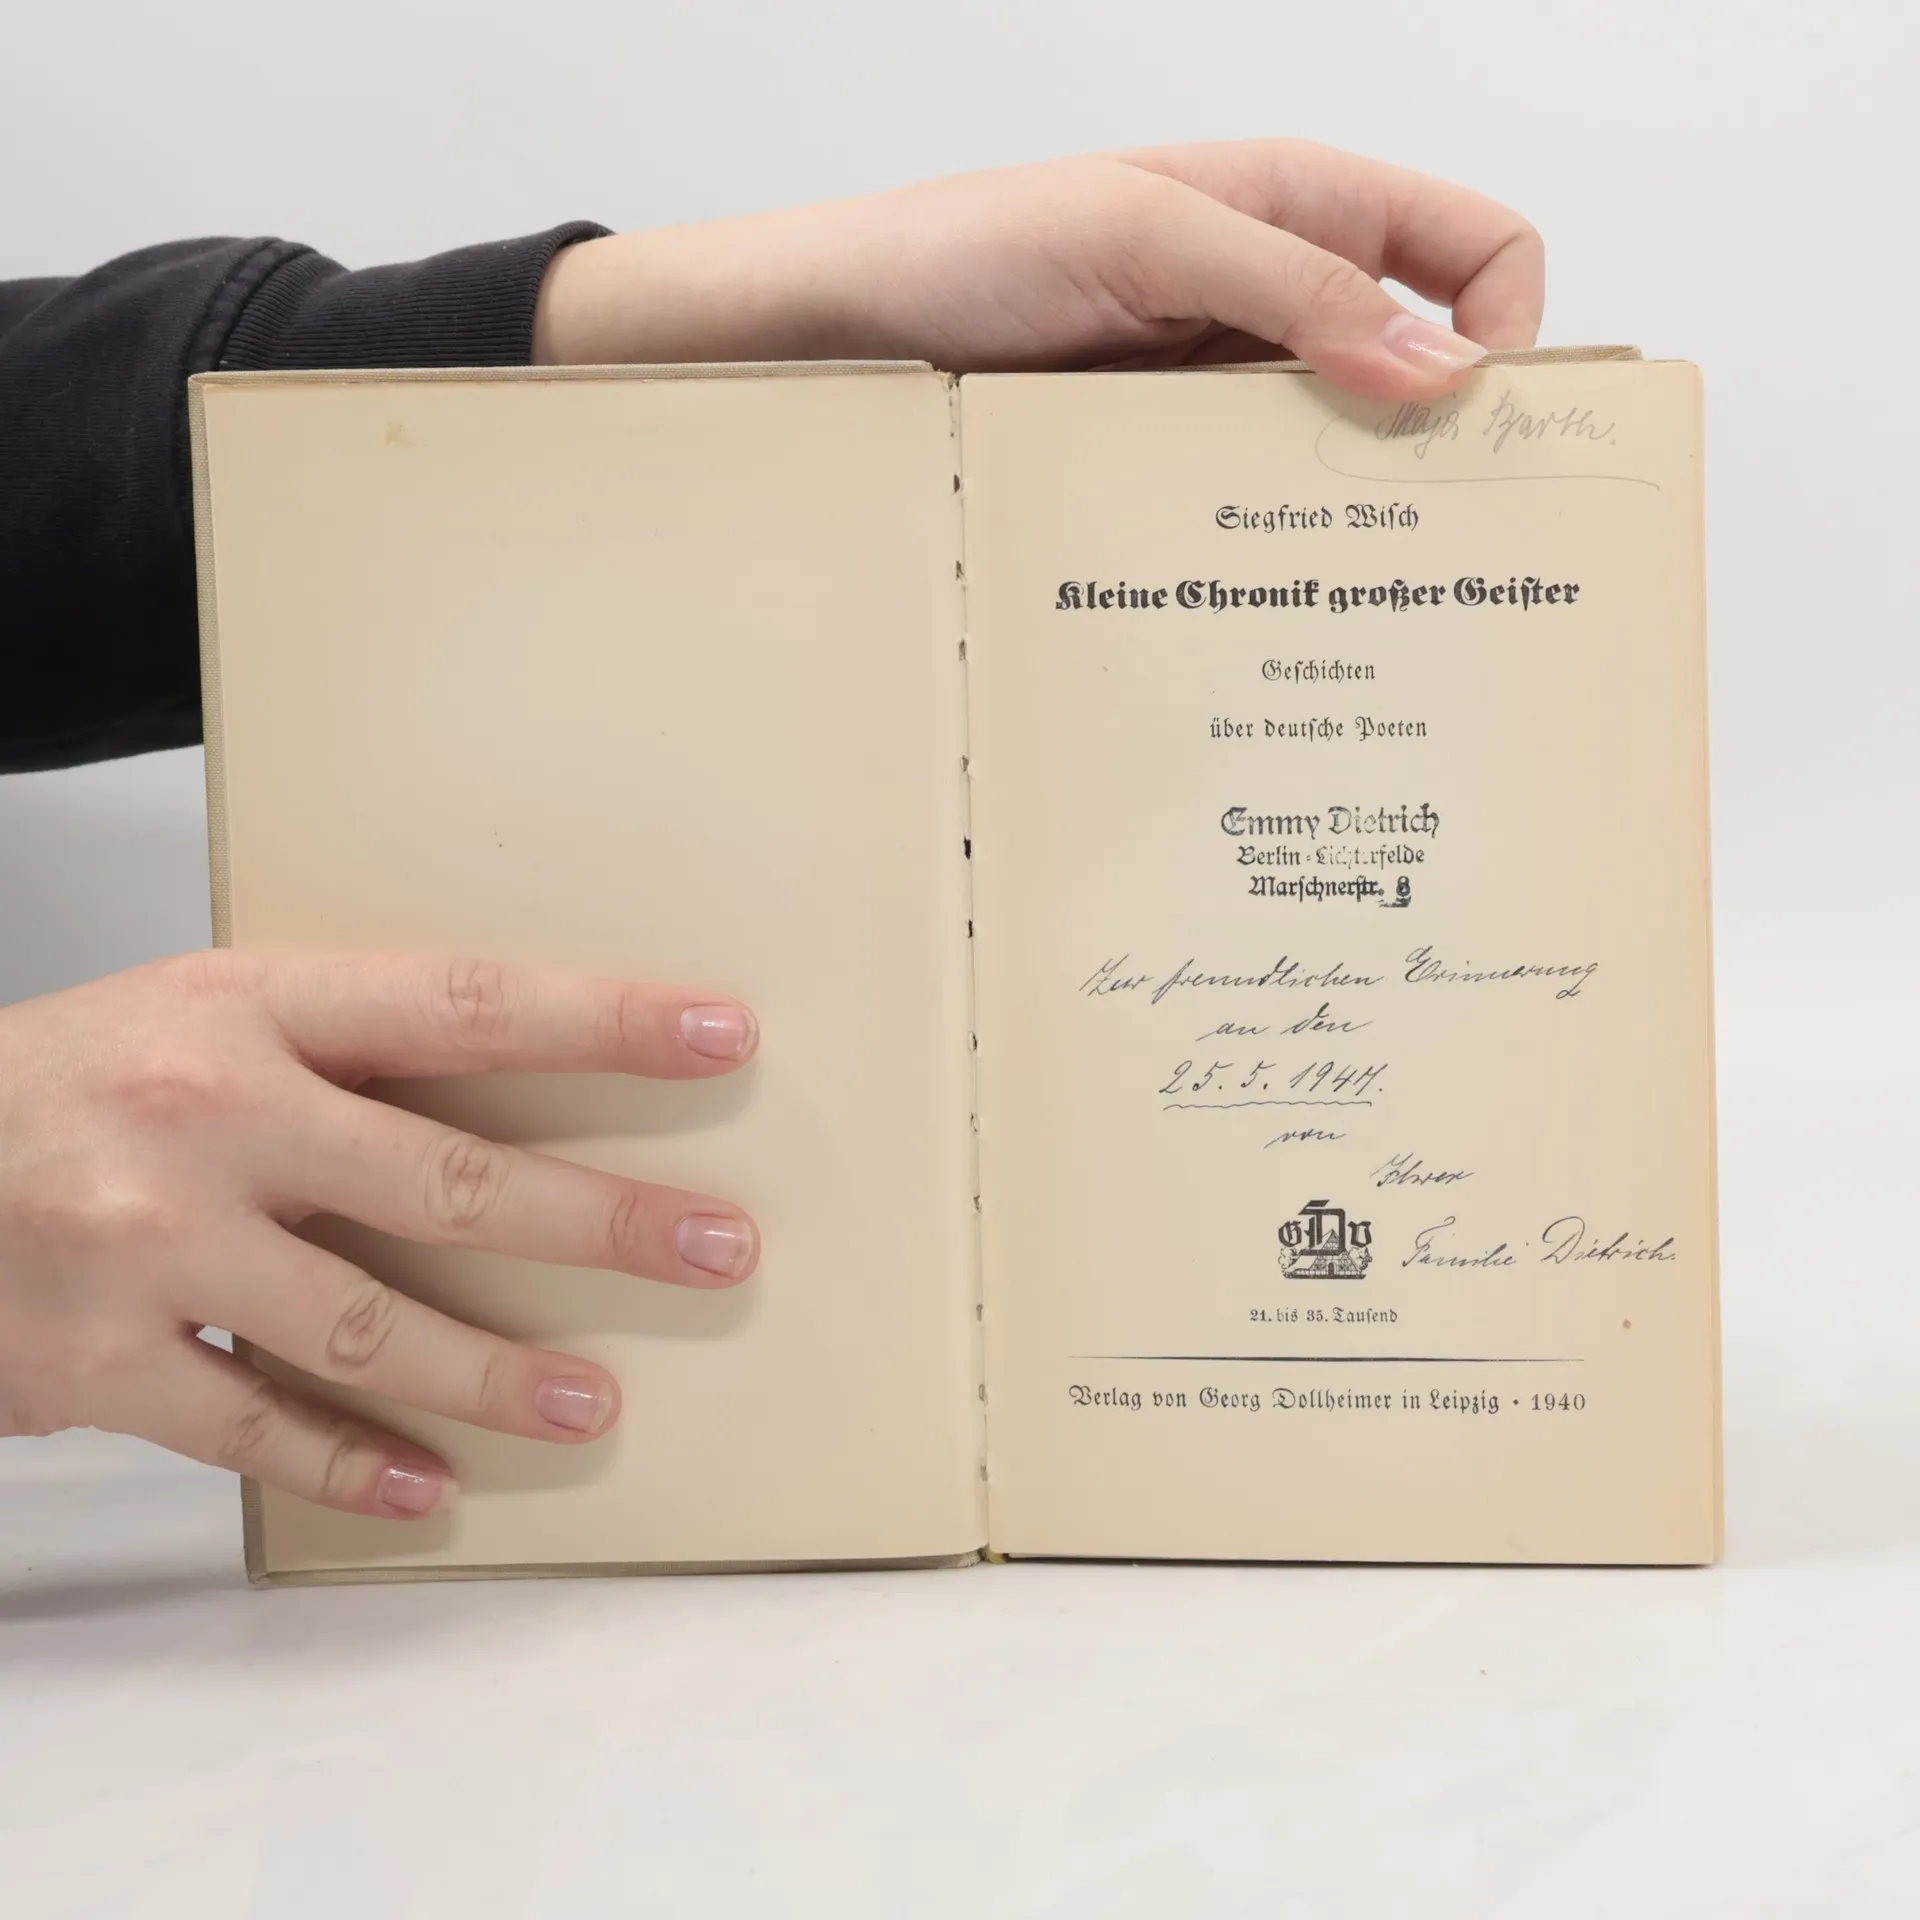 Maja Barth.
Siegfried Wisch
Kleine Chronik großer Geister
Geschichten
über deutsche Poeten
Emmy Dietrich
Berlin-Lichterfelde
Marschnerstr. 8
Zur freundlichen Erinnerung
an den
25. 5. 1947.
von
Ihrer
G D V
Familie Dietrich.
21. bis 35. Tausend
Verlag von Georg Dollheimer in Leipzig • 1940